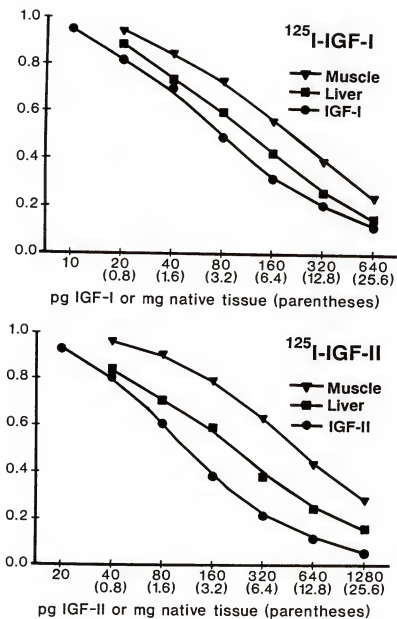 1.0
¹²⁵I-IGF-I
0.8
Muscle
Liver
0.6
IGF-I
0.4
0.2
0.0
10 20 40 80 160 320 640
(0.8) (1.6) (3.2) (6.4) (12.8) (25.6)
pg IGF-I or mg native tissue (parentheses)
1.0
¹²⁵I-IGF-II
0.8
Muscle
Liver
0.6
IGF-II
0.4
0.2
0.0
20 40 80 160 320 640 1280
(0.8) (1.6) (3.2) (6.4) (12.8) (25.6)
pg IGF-II or mg native tissue (parentheses)